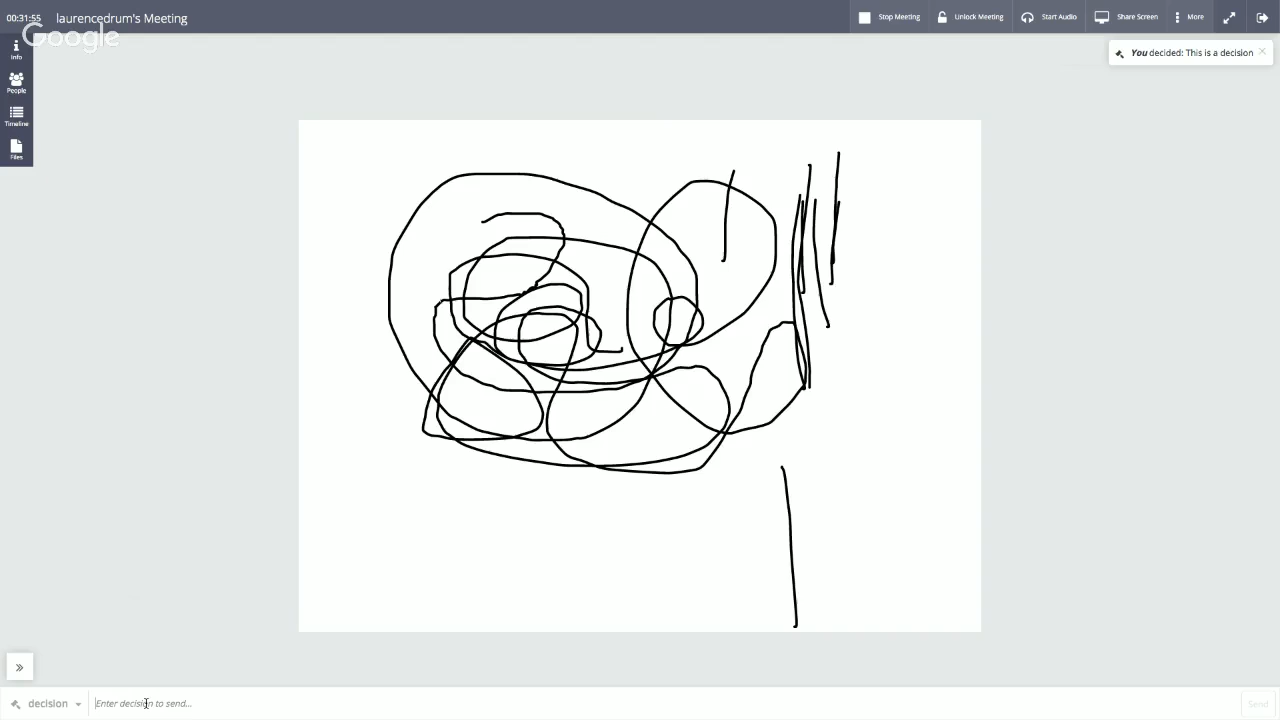 00:31:55 laurencedrum's Meeting Stop Meeting Unlock Meeting Start Audio Share Screen More
Google
Info
You decided: This is a decision
People
Timeline
Files
decision Enter decision to send... Send